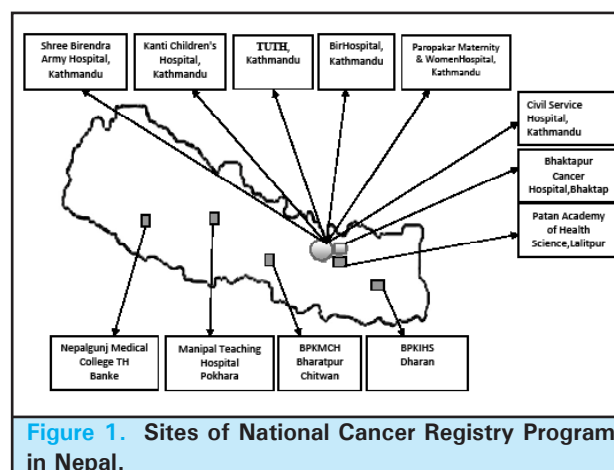 Shree Birendra
Army Hospital,
Kathmandu
Kanti Children's
Hospital,
Kathmandu
TUTH,
Kathmandu
BirHospital,
Kathmandu
Paropakar Maternity
& WomenHospital,
Kathmandu
Civil Service
Hospital,
Kathmandu
Bhaktapur
Cancer
Hospital,Bhaktap
Patan Academy
of Health
Science,Lalitpur
Nepalgunj Medical
College TH
Banke
Manipal Teaching
Hospital
Pokhara
BPKMCH
Bharatpur
Chitwan
BPKIHS
Dharan
Figure 1. Sites of National Cancer Registry Program
in Nepal.